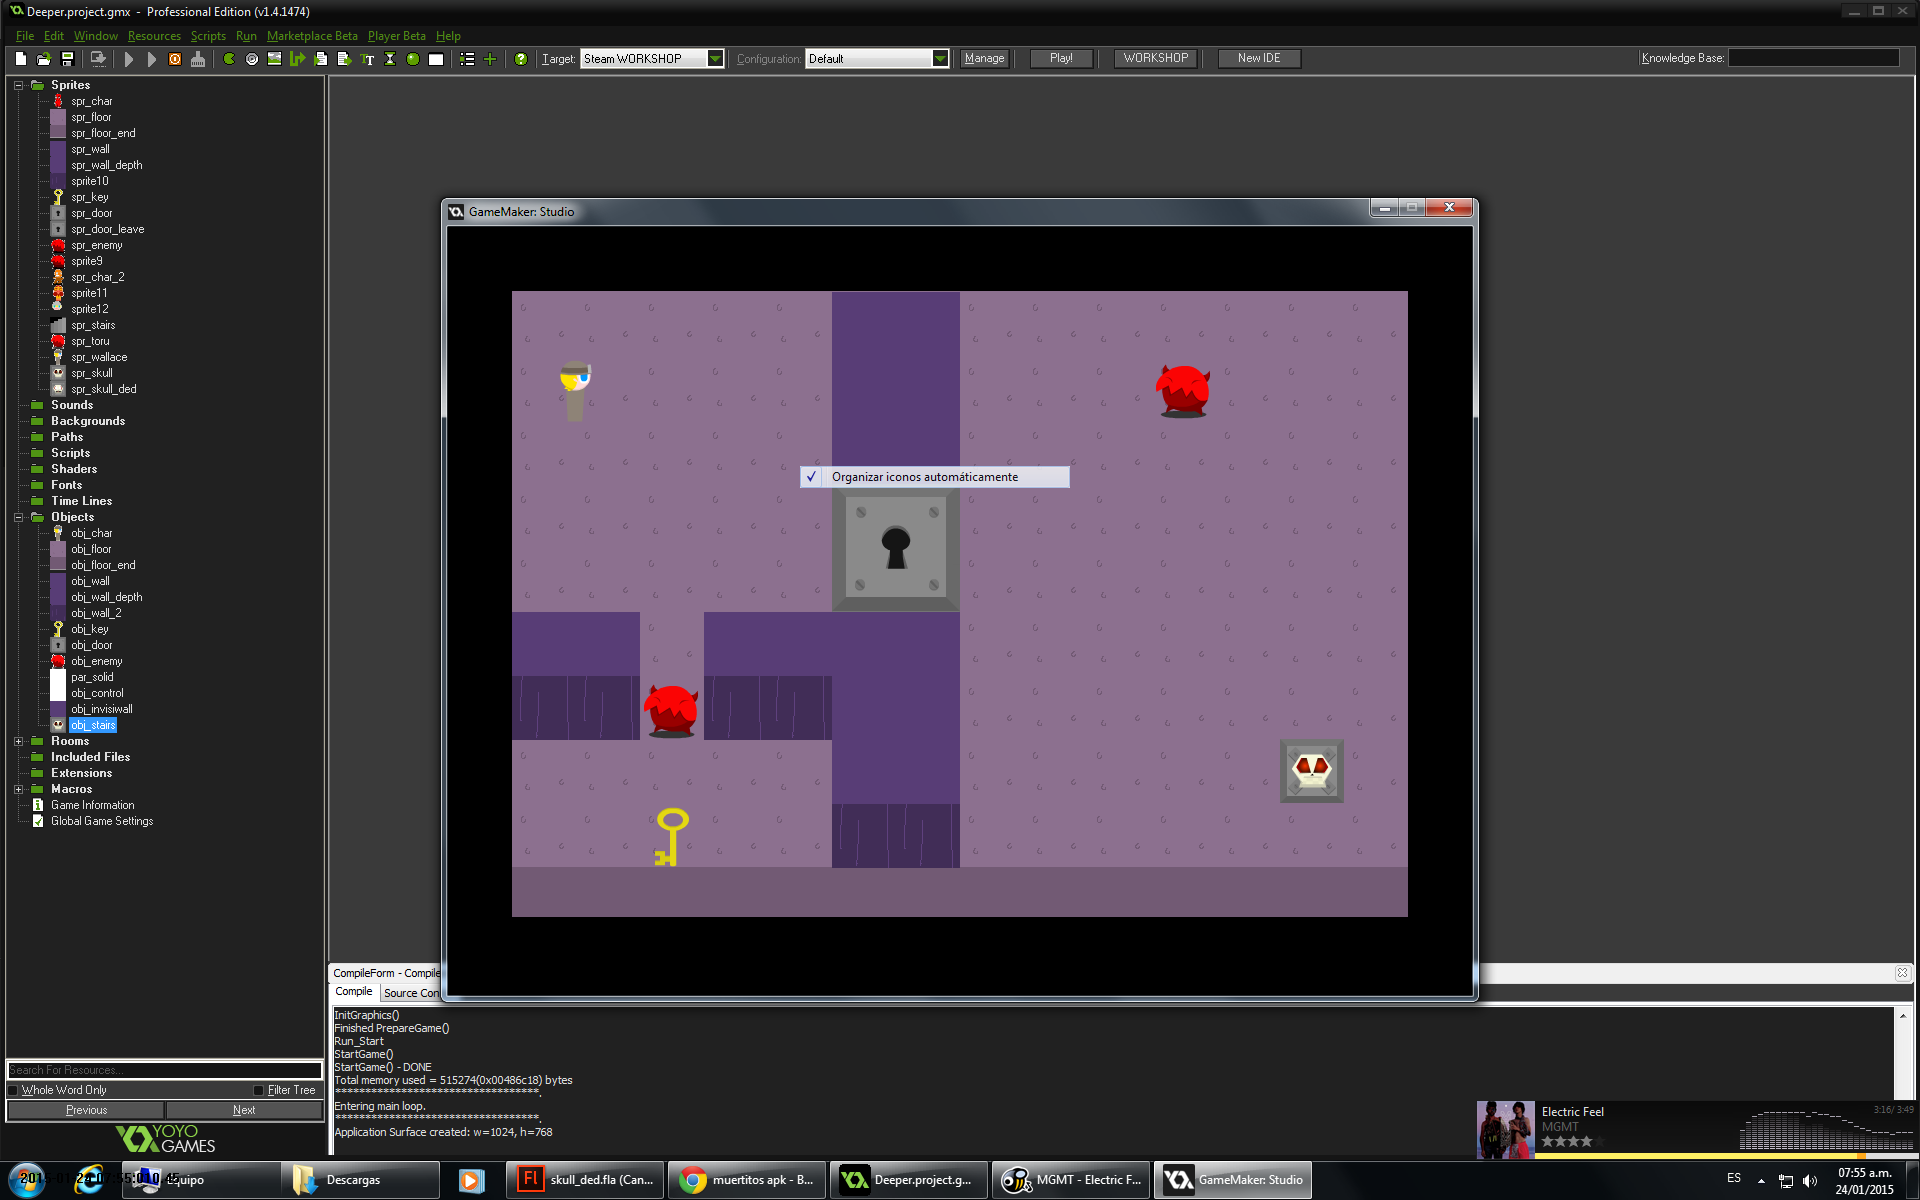 Deeper.project.gmx - Professional Edition (v1.4.1474)
File Edit Window Resources Scripts Run Marketplace Beta Player Beta Help
Target: Steam WORKSHOP Configuration: Default Manage Play! WORKSHOP New IDE Knowledge Base:
Sprites
spr_char
spr_floor
spr_floor_end
spr_wall
spr_wall_depth
sprite10
spr_key
spr_door
spr_door_leave
spr_enemy
sprite9
spr_char_2
sprite11
sprite12
spr_stairs
spr_toru
spr_wallace
spr_skull
spr_skull_ded
Sounds
Backgrounds
Paths
Scripts
Shaders
Fonts
Time Lines
Objects
obj_char
obj_floor
obj_floor_end
obj_wall
obj_wall_depth
obj_wall_2
obj_key
obj_door
obj_enemy
par_solid
obj_control
obj_invisiwall
obj_stairs
Rooms
Included Files
Extensions
Macros
Game Information
Global Game Settings
Search For Resources...
Whole Word Only Filter Tree
Previous Next
YOYO
GAMES
GameMaker: Studio
Organizar iconos automáticamente
CompileForm - Compile
Compile Source Con
InitGraphics()
Finished PrepareGame()
Run_Start
StartGame()
StartGame() - DONE
Total memory used = 515274(0x00486c18) bytes
**********************************.
Entering main loop.
**********************************.
Application Surface created: w=1024, h=768
Electric Feel 3:16/ 3:49
MGMT
Equipo
Descargas
skull_ded.fla (Can...
muertitos apk - B...
Deeper.project.g...
MGMT - Electric F...
GameMaker: Studio
ES
07:55 a.m.
24/01/2015